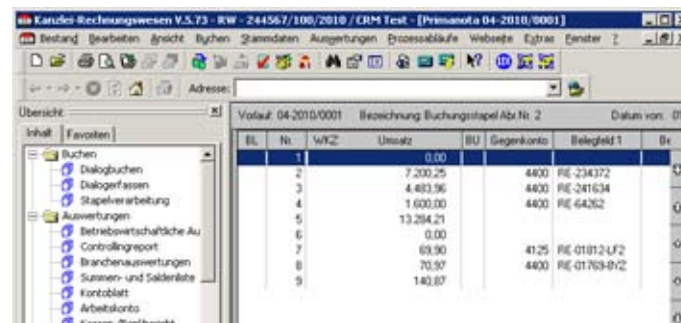 Kanzlei-Rechnungswesen V.5.73 - RW - 244567/100/2010 / CRM Test - [Primanota 04-2010/0001]
Bestand Bearbeiten Ansicht Buchen Stammdaten Auswertungen Prozessabläufe Webseite Extras Fenster ?
Adresse:
Übersicht
Inhalt Favoriten
Buchen
Dialogbuchen
Dialogerfassen
Stapelverarbeitung
Auswertungen
Betriebswirtschaftliche Au
Controllingreport
Branchenauswertungen
Summen- und Saldenliste
Kontoblatt
Arbeitskonto
Vorlauf: 04-2010/0001 Bezeichnung: Buchungsstapel Abr.Nr. 2 Datum von: 01
BL Nr. WKZ Umsatz BU Gegenkonto Belegfeld 1 Be
1 0,00
2 7.200,25 4400 RE-234372
3 4.483,96 4400 RE-241634
4 1.600,00 4400 RE-64262
5 13.284,21
6 0,00
7 69,90 4125 RE-01812-LF2
8 70,97 4400
9 140,87